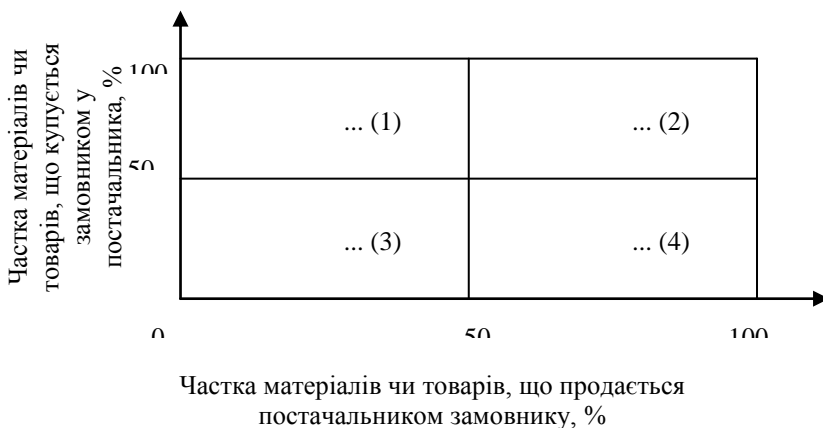 Частка матеріалів чи
товарів, що купується
замовником у
постачальника, %
100
... (1)
... (2)
50
... (3)
... (4)
0
50
100
Частка матеріалів чи товарів, що продається
постачальником замовнику, %